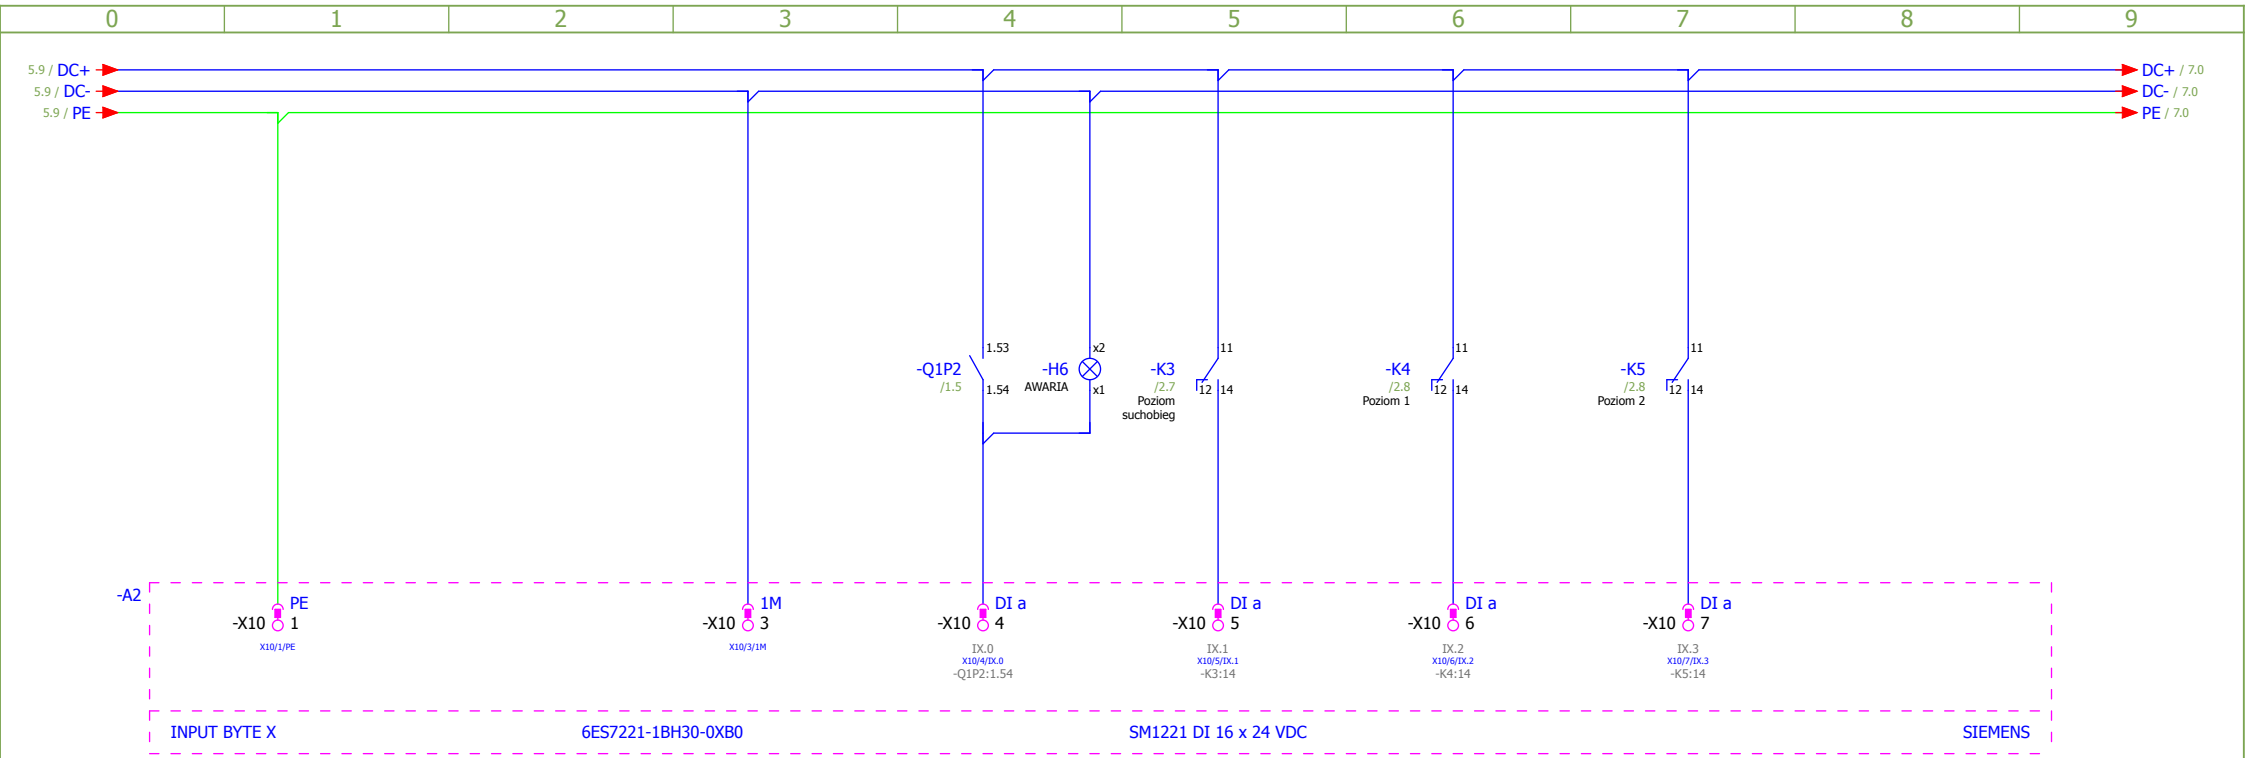 0 1 2 3 4 5 6 7 8 9
5.9 / DC+ DC+ / 7.0
5.9 / DC- DC- / 7.0
5.9 / PE PE / 7.0
1.53 x2 11 11 11
-Q1P2 -H6 -K3 -K4 -K5
/1.5 AWARIA /2.7 /2.8 /2.8
1.54 x1 12 14 12 14 12 14
Poziom Poziom 1 Poziom 2
suchobieg
-A2
PE 1M DI a DI a DI a DI a
-X10 1 -X10 3 -X10 4 -X10 5 -X10 6 -X10 7
X10/1/PE X10/3/1M IX.0 IX.1 IX.2 IX.3
X10/4/IX.0 X10/5/IX.1 X10/6/IX.2 X10/7/IX.3
-Q1P2:1.54 -K3:14 -K4:14 -K5:14
INPUT BYTE X 6ES7221-1BH30-0XB0 SM1221 DI 16 x 24 VDC SIEMENS